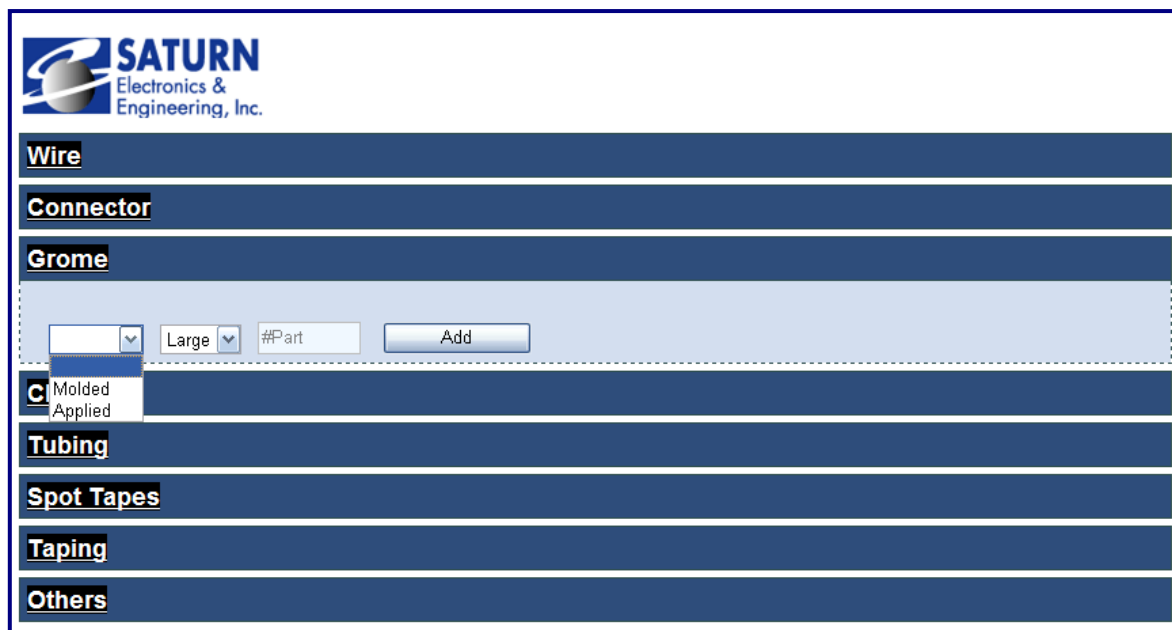 SATURN
Electronics &
Engineering, Inc.
Wire
Connector
Grome
Large #Part Add
Molded
Applied
Tubing
Spot Tapes
Taping
Others